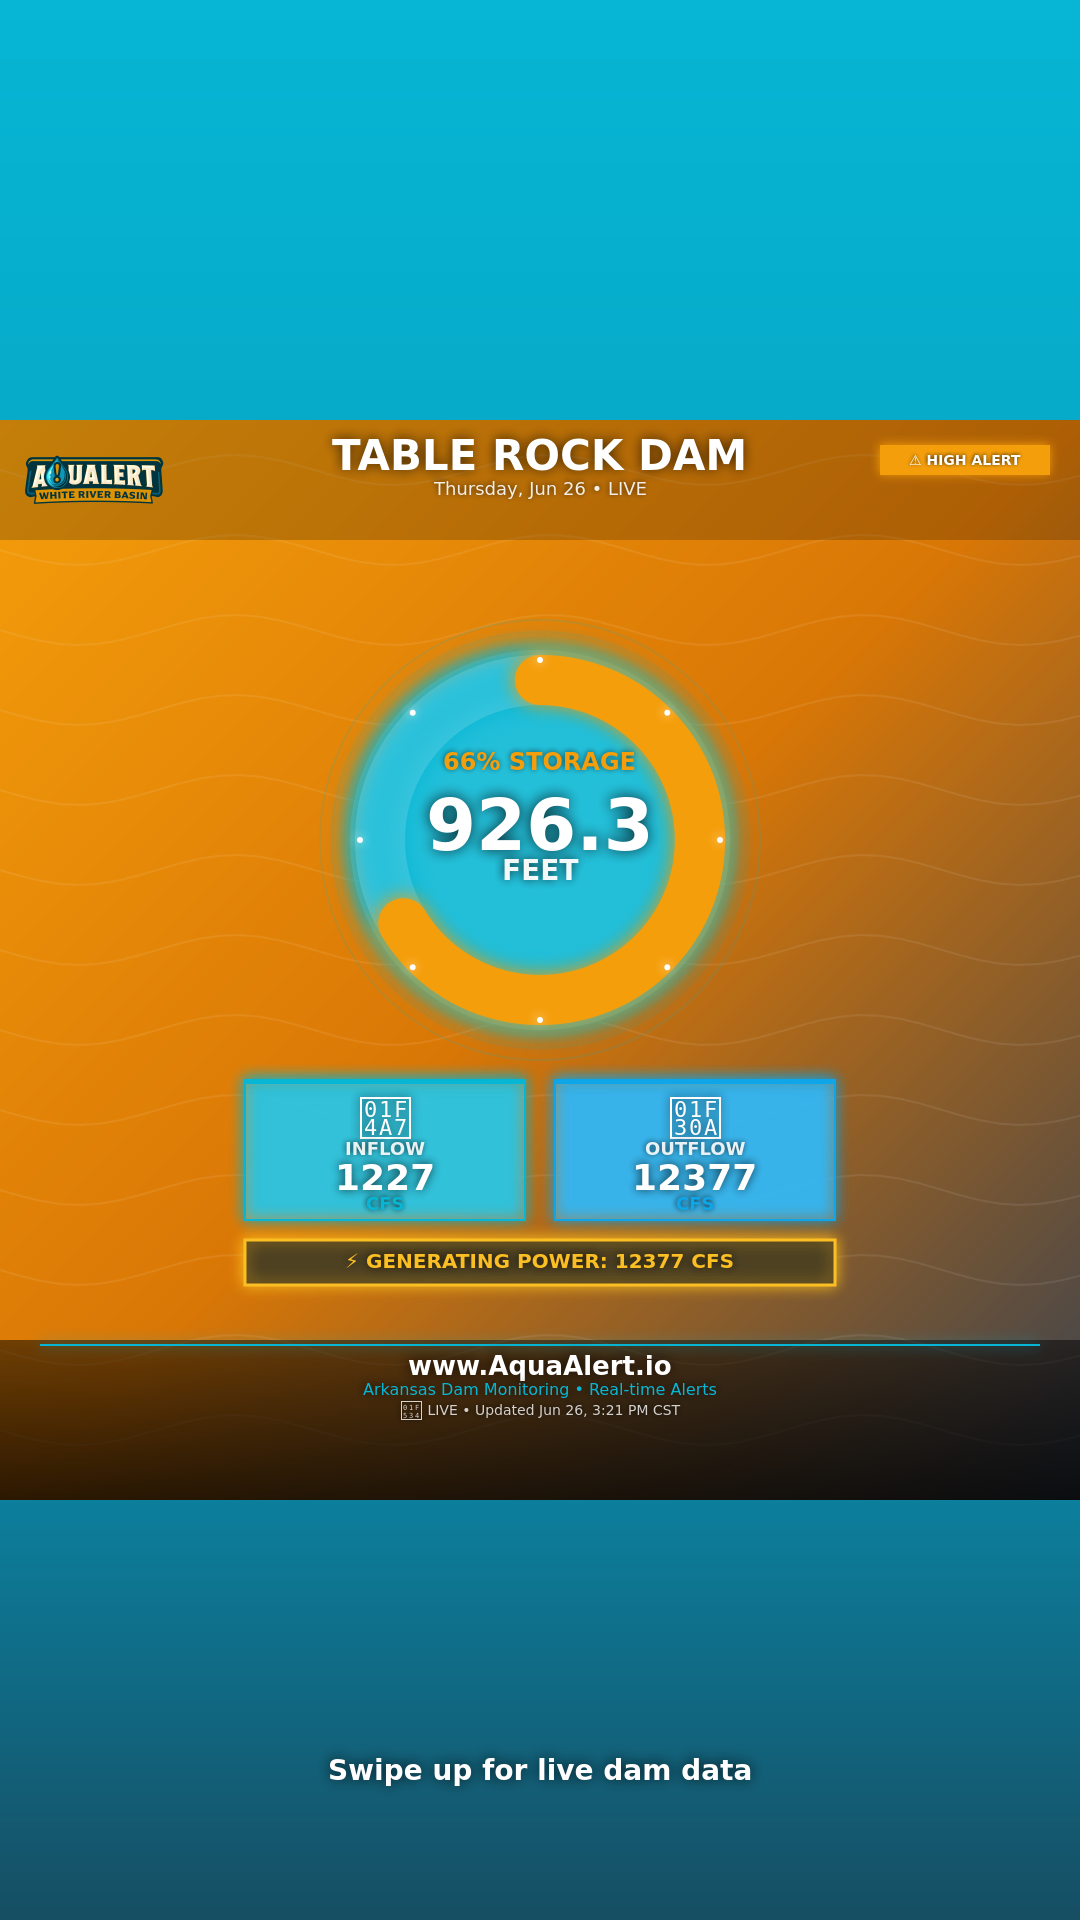 AQUALERT
WHITE RIVER BASIN
TABLE ROCK DAM
Thursday, Jun 26 • LIVE
⚠ HIGH ALERT
66% STORAGE
926.3
FEET
01F
4A7
INFLOW
1227
CFS
01F
30A
OUTFLOW
12377
CFS
⚡ GENERATING POWER: 12377 CFS
www.AquaAlert.io
Arkansas Dam Monitoring • Real-time Alerts
01F
534
LIVE • Updated Jun 26, 3:21 PM CST
Swipe up for live dam data